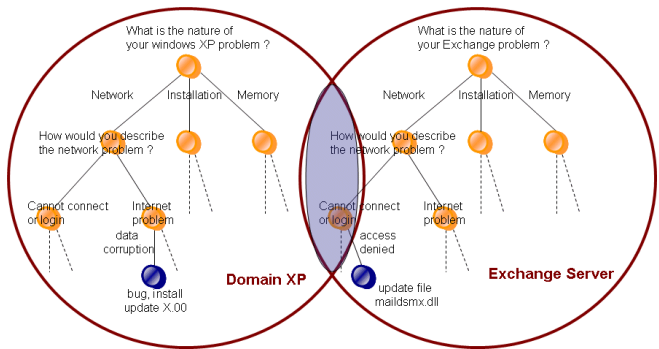 What is the nature of
your windows XP problem ?
Network
Installation
Memory
How would you describe
the network problem ?
Cannot connect
or login
Internet
problem
data
corruption
bug, install
update X.00
Domain XP
What is the nature of
your Exchange problem ?
Network
Installation
Memory
How would you describe
the network problem ?
Cannot connect
or login
Internet
problem
access
denied
update file
maildsmx.dll
Exchange Server